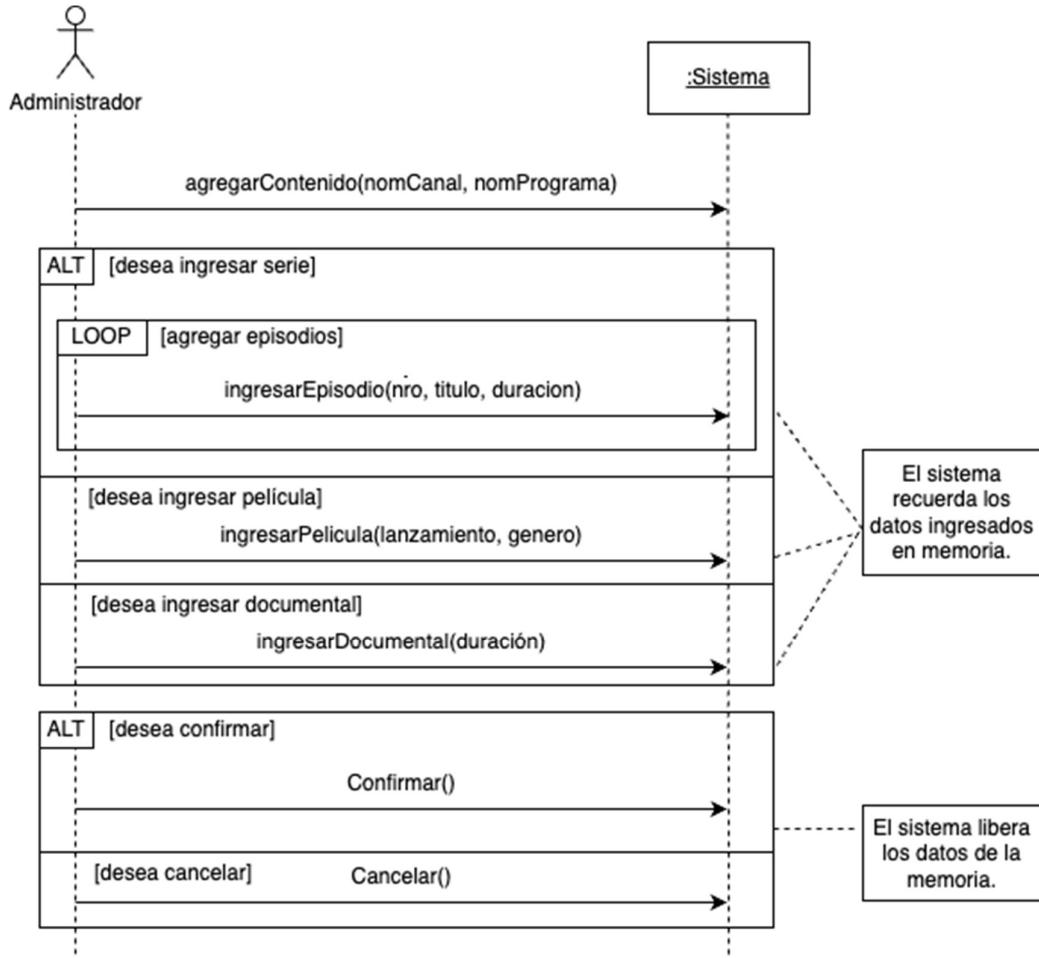 Administrador
:Sistema
agregarContenido(nomCanal, nomPrograma)
ALT [desea ingresar serie]
LOOP [agregar episodios]
ingresarEpisodio(nro, titulo, duracion)
[desea ingresar película]
ingresarPelicula(lanzamiento, genero)
[desea ingresar documental]
ingresarDocumental(duración)
El sistema
recuerda los
datos ingresados
en memoria.
ALT [desea confirmar]
Confirmar()
[desea cancelar] Cancelar()
El sistema libera
los datos de la
memoria.